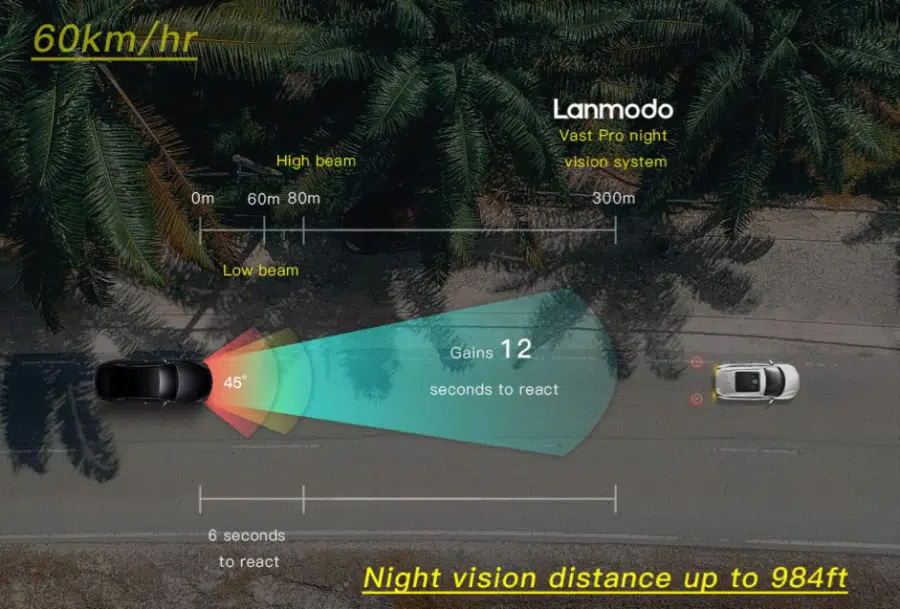 60km/hr
Lanmodo
Vast Pro night
vision system
High beam
0m 60m 80m 300m
Low beam
Gains 12
seconds to react
45°
6 seconds
to react
Night vision distance up to 984ft